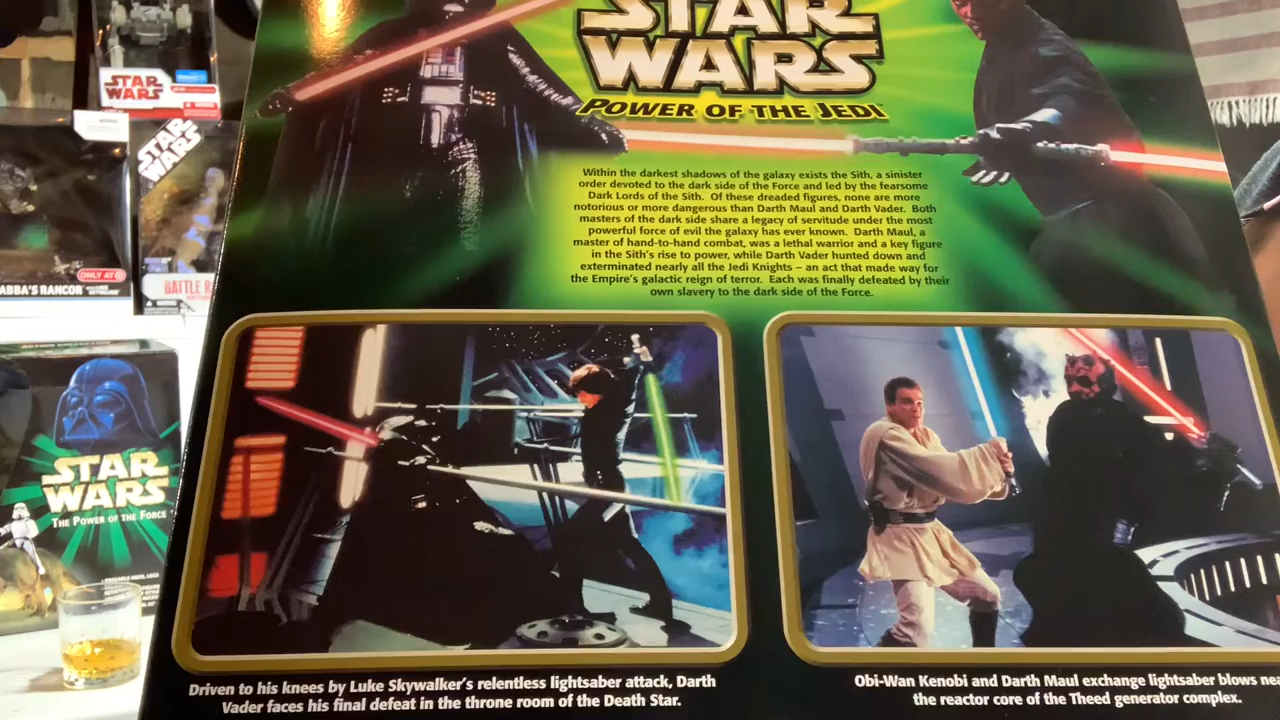 STAR
WARS
POWER OF THE JEDI
Within the darkest shadows of the galaxy exists the Sith, a sinister
order devoted to the dark side of the Force and led by the fearsome
Dark Lords of the Sith. Of these dreaded figures, none are more
notorious or more dangerous than Darth Maul and Darth Vader. Both
masters of the dark side share a legacy of servitude under the most
powerful force of evil the galaxy has ever known. Darth Maul, a
master of hand-to-hand combat, was a lethal warrior and a key figure
in the Sith's rise to power, while Darth Vader hunted down and
exterminated nearly all the Jedi Knights – an act that made way for
the Empire's galactic reign of terror. Each was finally defeated by their
own slavery to the dark side of the Force.
Driven to his knees by Luke Skywalker's relentless lightsaber attack, Darth
Vader faces his final defeat in the throne room of the Death Star.
Obi-Wan Kenobi and Darth Maul exchange lightsaber blows nea
the reactor core of the Theed generator complex.
STAR
WARS
STAR
WARS
ONLY AT
ABBA'S RANCOR
BATTLE R
STAR
WARS
THE POWER OF THE FORCE